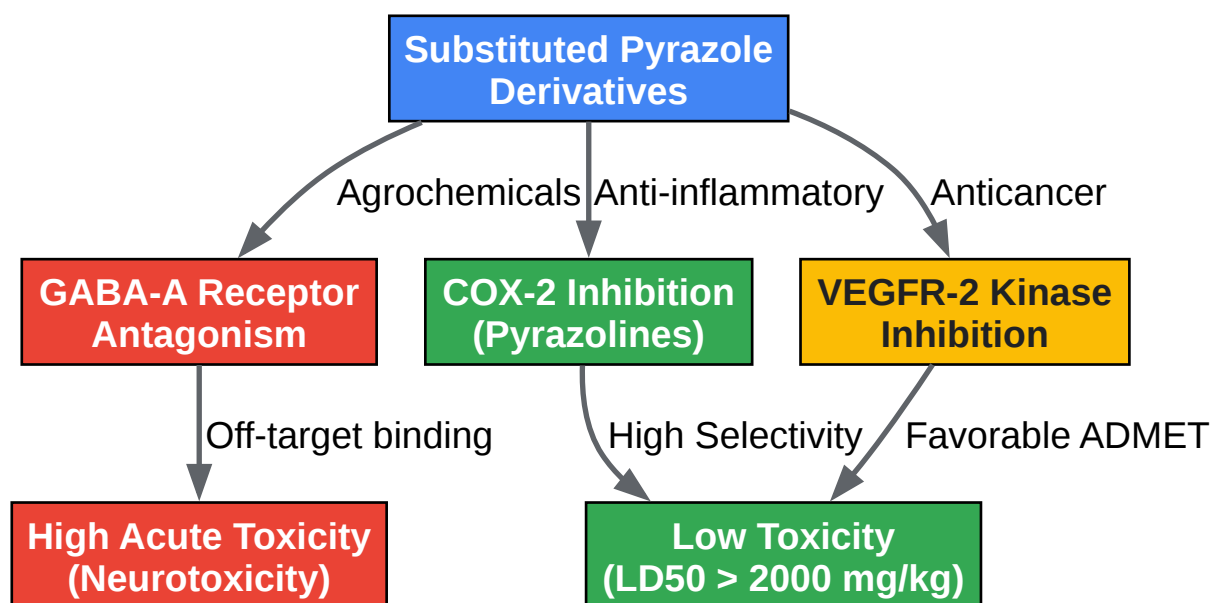 Substituted Pyrazole
Derivatives
Agrochemicals
Anti-inflammatory
Anticancer
GABA-A Receptor
Antagonism
COX-2 Inhibition
(Pyrazolines)
VEGFR-2 Kinase
Inhibition
Off-target binding
High Selectivity
Favorable ADMET
High Acute Toxicity
(Neurotoxicity)
Low Toxicity
(LD50 > 2000 mg/kg)